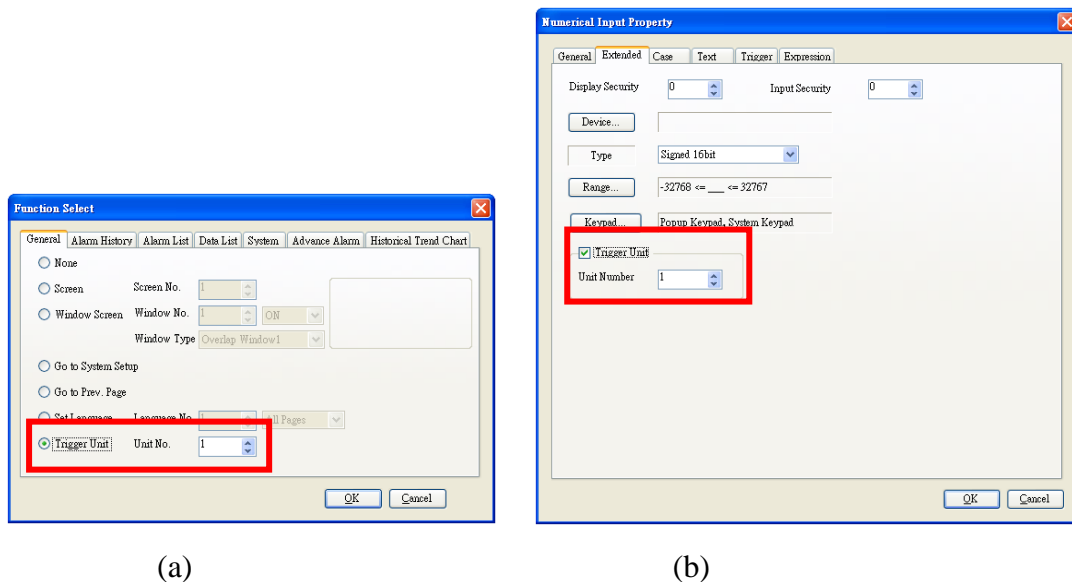 Function Select
General Alarm History Alarm List Data List System Advance Alarm Historical Trend Chart
None
Screen Screen No. 1
Window Screen Window No. 1 ON
Window Type Overlap Window1
Go to System Setup
Go to Prev. Page
Set Language Language No. 1 All Pages
Trigger Unit Unit No. 1
OK Cancel
(a)
Numerical Input Property
General Extended Case Text Trigger Expression
Display Security 0 Input Security 0
Device...
Type Signed 16bit
Range... -32768 <= ___ <= 32767
Keypad... Popup Keypad, System Keypad
Trigger Unit
Unit Number 1
OK Cancel
(b)